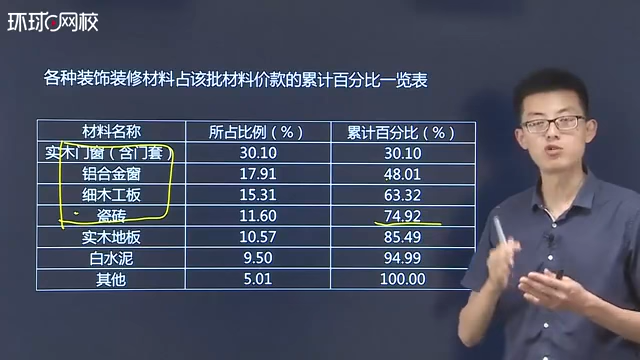 环球网校
各种装饰装修材料占该批材料价款的累计百分比一览表
材料名称 所占比例（%） 累计百分比（%）
实木门窗（含门套） 30.10 30.10
铝合金窗 17.91 48.01
细木工板 15.31 63.32
瓷砖 11.60 74.92
实木地板 10.57 85.49
白水泥 9.50 94.99
其他 5.01 100.00